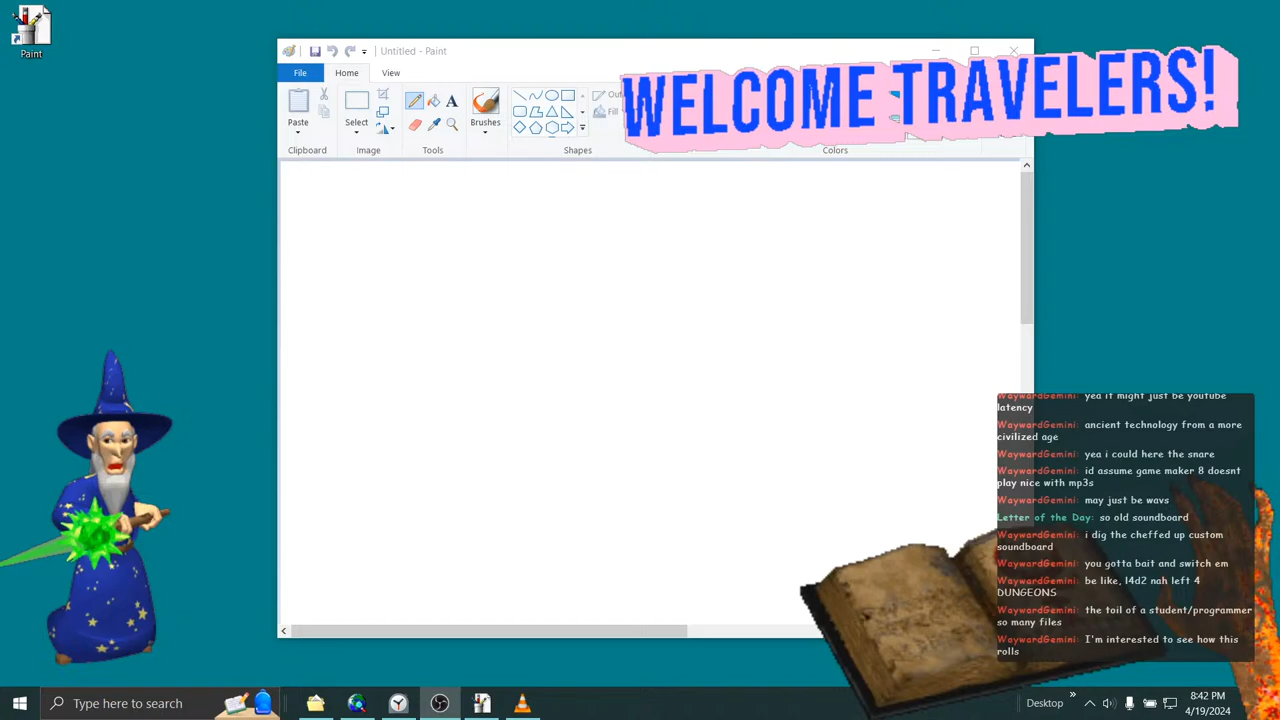 Paint
Untitled - Paint
File
Home
View
WELCOME TRAVELERS!
Paste
Select
Brushes
Clipboard
Image
Tools
Shapes
Colors
Fill
WaywardGemini: yea it might just be youtube
latency
WaywardGemini: ancient technology from a more
civilized age
WaywardGemini: yea i could here the snare
WaywardGemini: id assume game maker 8 doesnt
play nice with mp3s
WaywardGemini: may just be wavs
Letter of the Day: so old soundboard
WaywardGemini: i dig the cheffed up custom
soundboard
WaywardGemini: you gotta bait and switch em
WaywardGemini: be like, l4d2 nah left 4
DUNGEONS
WaywardGemini: the toil of a student/programmer
so many files
WaywardGemini: I'm interested to see how this
rolls
Type here to search
Desktop
8:42 PM
4/19/2024